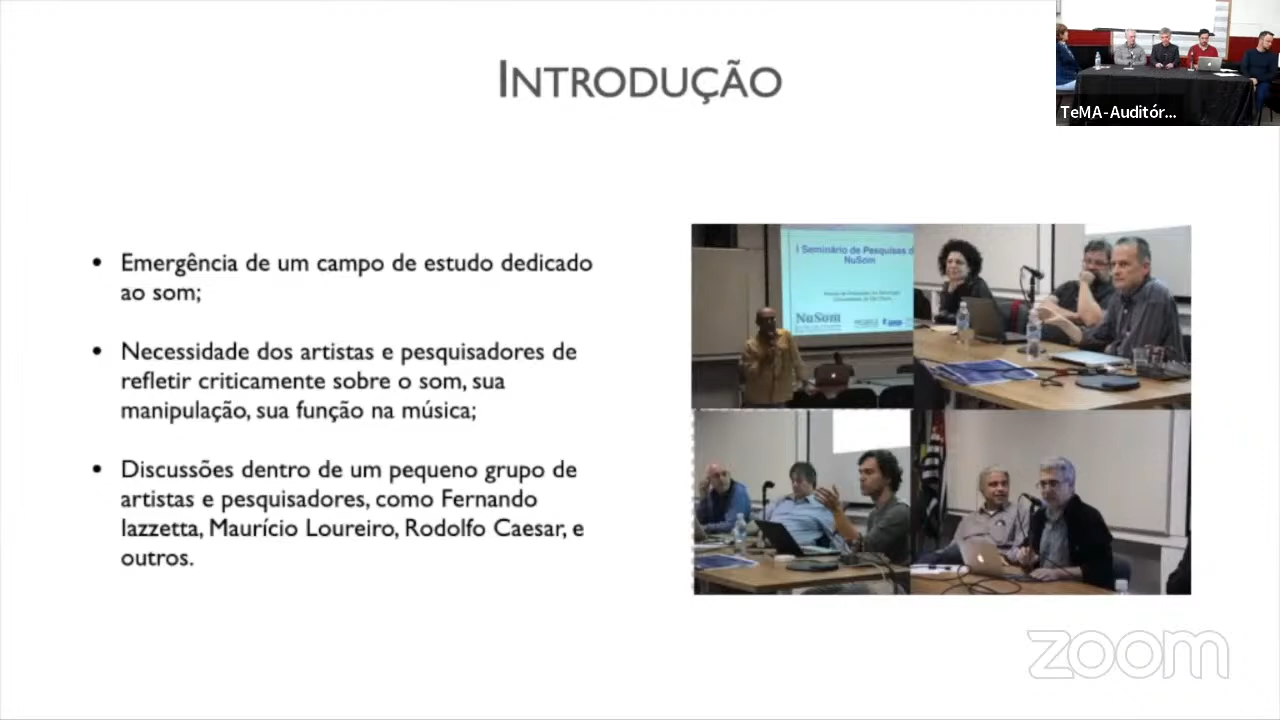 INTRODUÇÃO
TeMA-Auditór...
• Emergência de um campo de estudo dedicado
ao som;
• Necessidade dos artistas e pesquisadores de
refletir criticamente sobre o som, sua
manipulação, sua função na música;
• Discussões dentro de um pequeno grupo de
artistas e pesquisadores, como Fernando
Iazzetta, Maurício Loureiro, Rodolfo Caesar, e
outros.
I Seminário de Pesquisas d
NuSom
NuSom
zoom